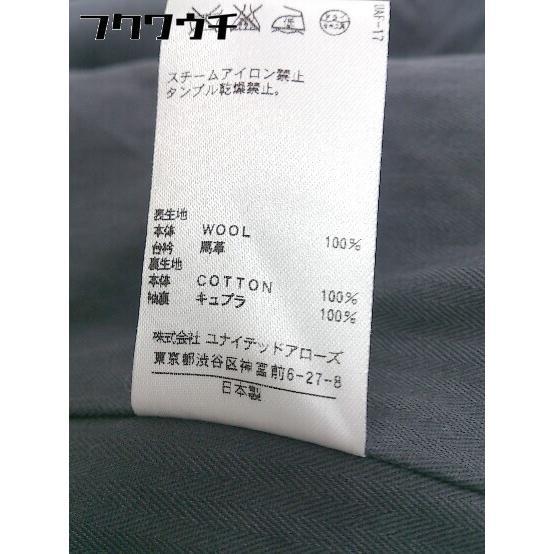 フクワウチ
UAF-17
スチームアイロン禁止
タンブル乾燥禁止。
表生地
本体 WOOL 100%
台衿 馬革
裏生地
本体 COTTON 100%
キュプラ 100%
株式会社 ユナイテッドアローズ
東京都渋谷区神宮前6-27-8
日本製